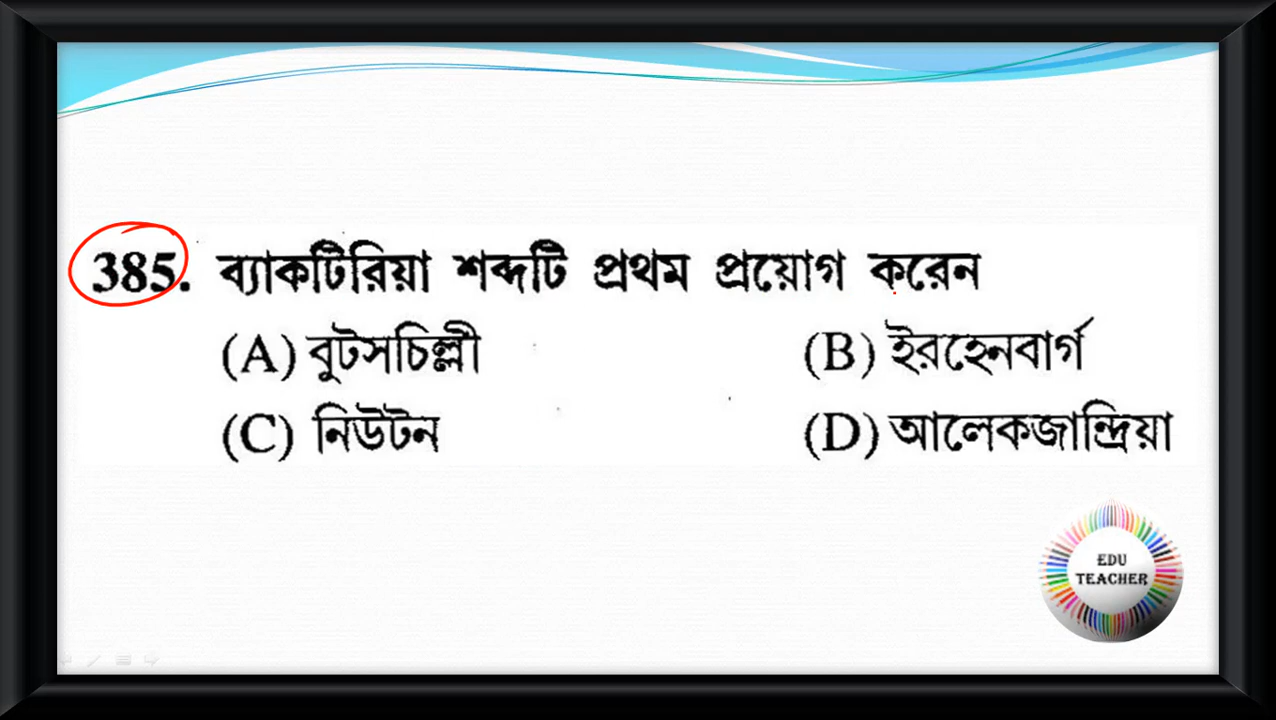 385. ব্যাকটিরিয়া শব্দটি প্রথম প্রয়োগ করেন
(A) বুটসচিল্লী (B) ইরহেনবার্গ
(C) নিউটন (D) আলেকজান্দ্রিয়া
EDU
TEACHER